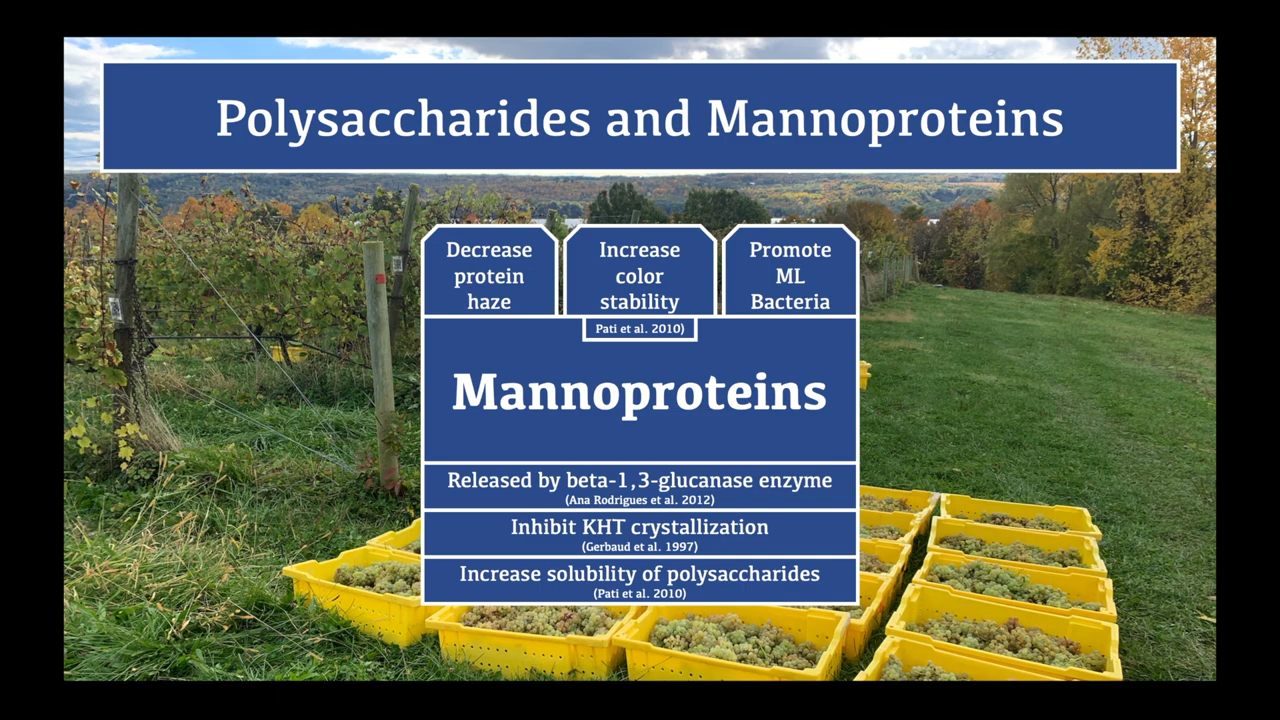 Polysaccharides and Mannoproteins
Decrease
protein
haze
Increase
color
stability
Promote
ML
Bacteria
Pati et al. 2010)
Mannoproteins
Released by beta-1,3-glucanase enzyme
(Ana Rodrigues et al. 2012)
Inhibit KHT crystallization
(Gerbaud et al. 1997)
Increase solubility of polysaccharides
(Pati et al. 2010)